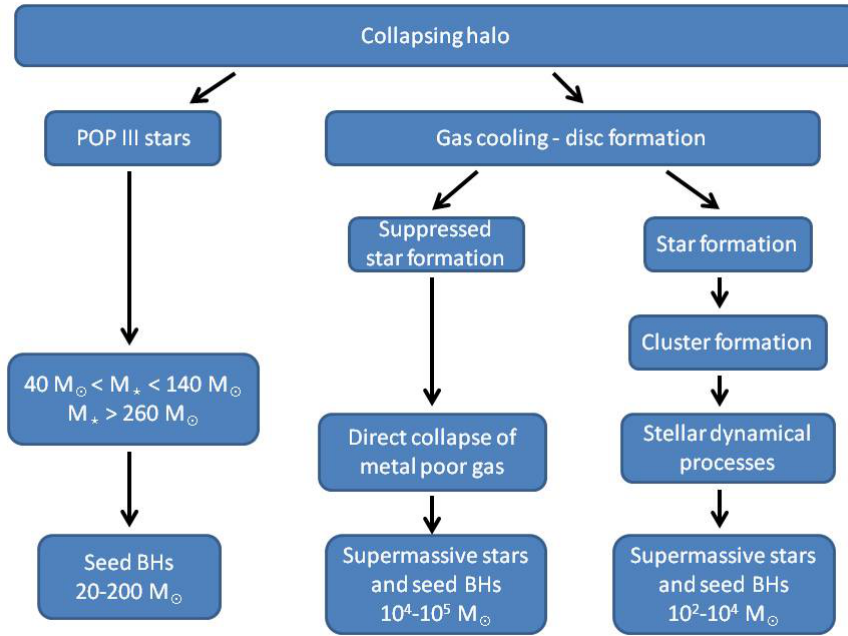 Collapsing halo
POP III stars
Gas cooling - disc formation
Suppressed
star formation
Star formation
Cluster formation
40 M☉ < M⋆ < 140 M☉
M⋆ > 260 M☉
Direct collapse of
metal poor gas
Stellar dynamical
processes
Seed BHs
20-200 M☉
Supermassive stars
and seed BHs
10⁴-10⁵ M☉
Supermassive stars
and seed BHs
10²-10⁴ M☉